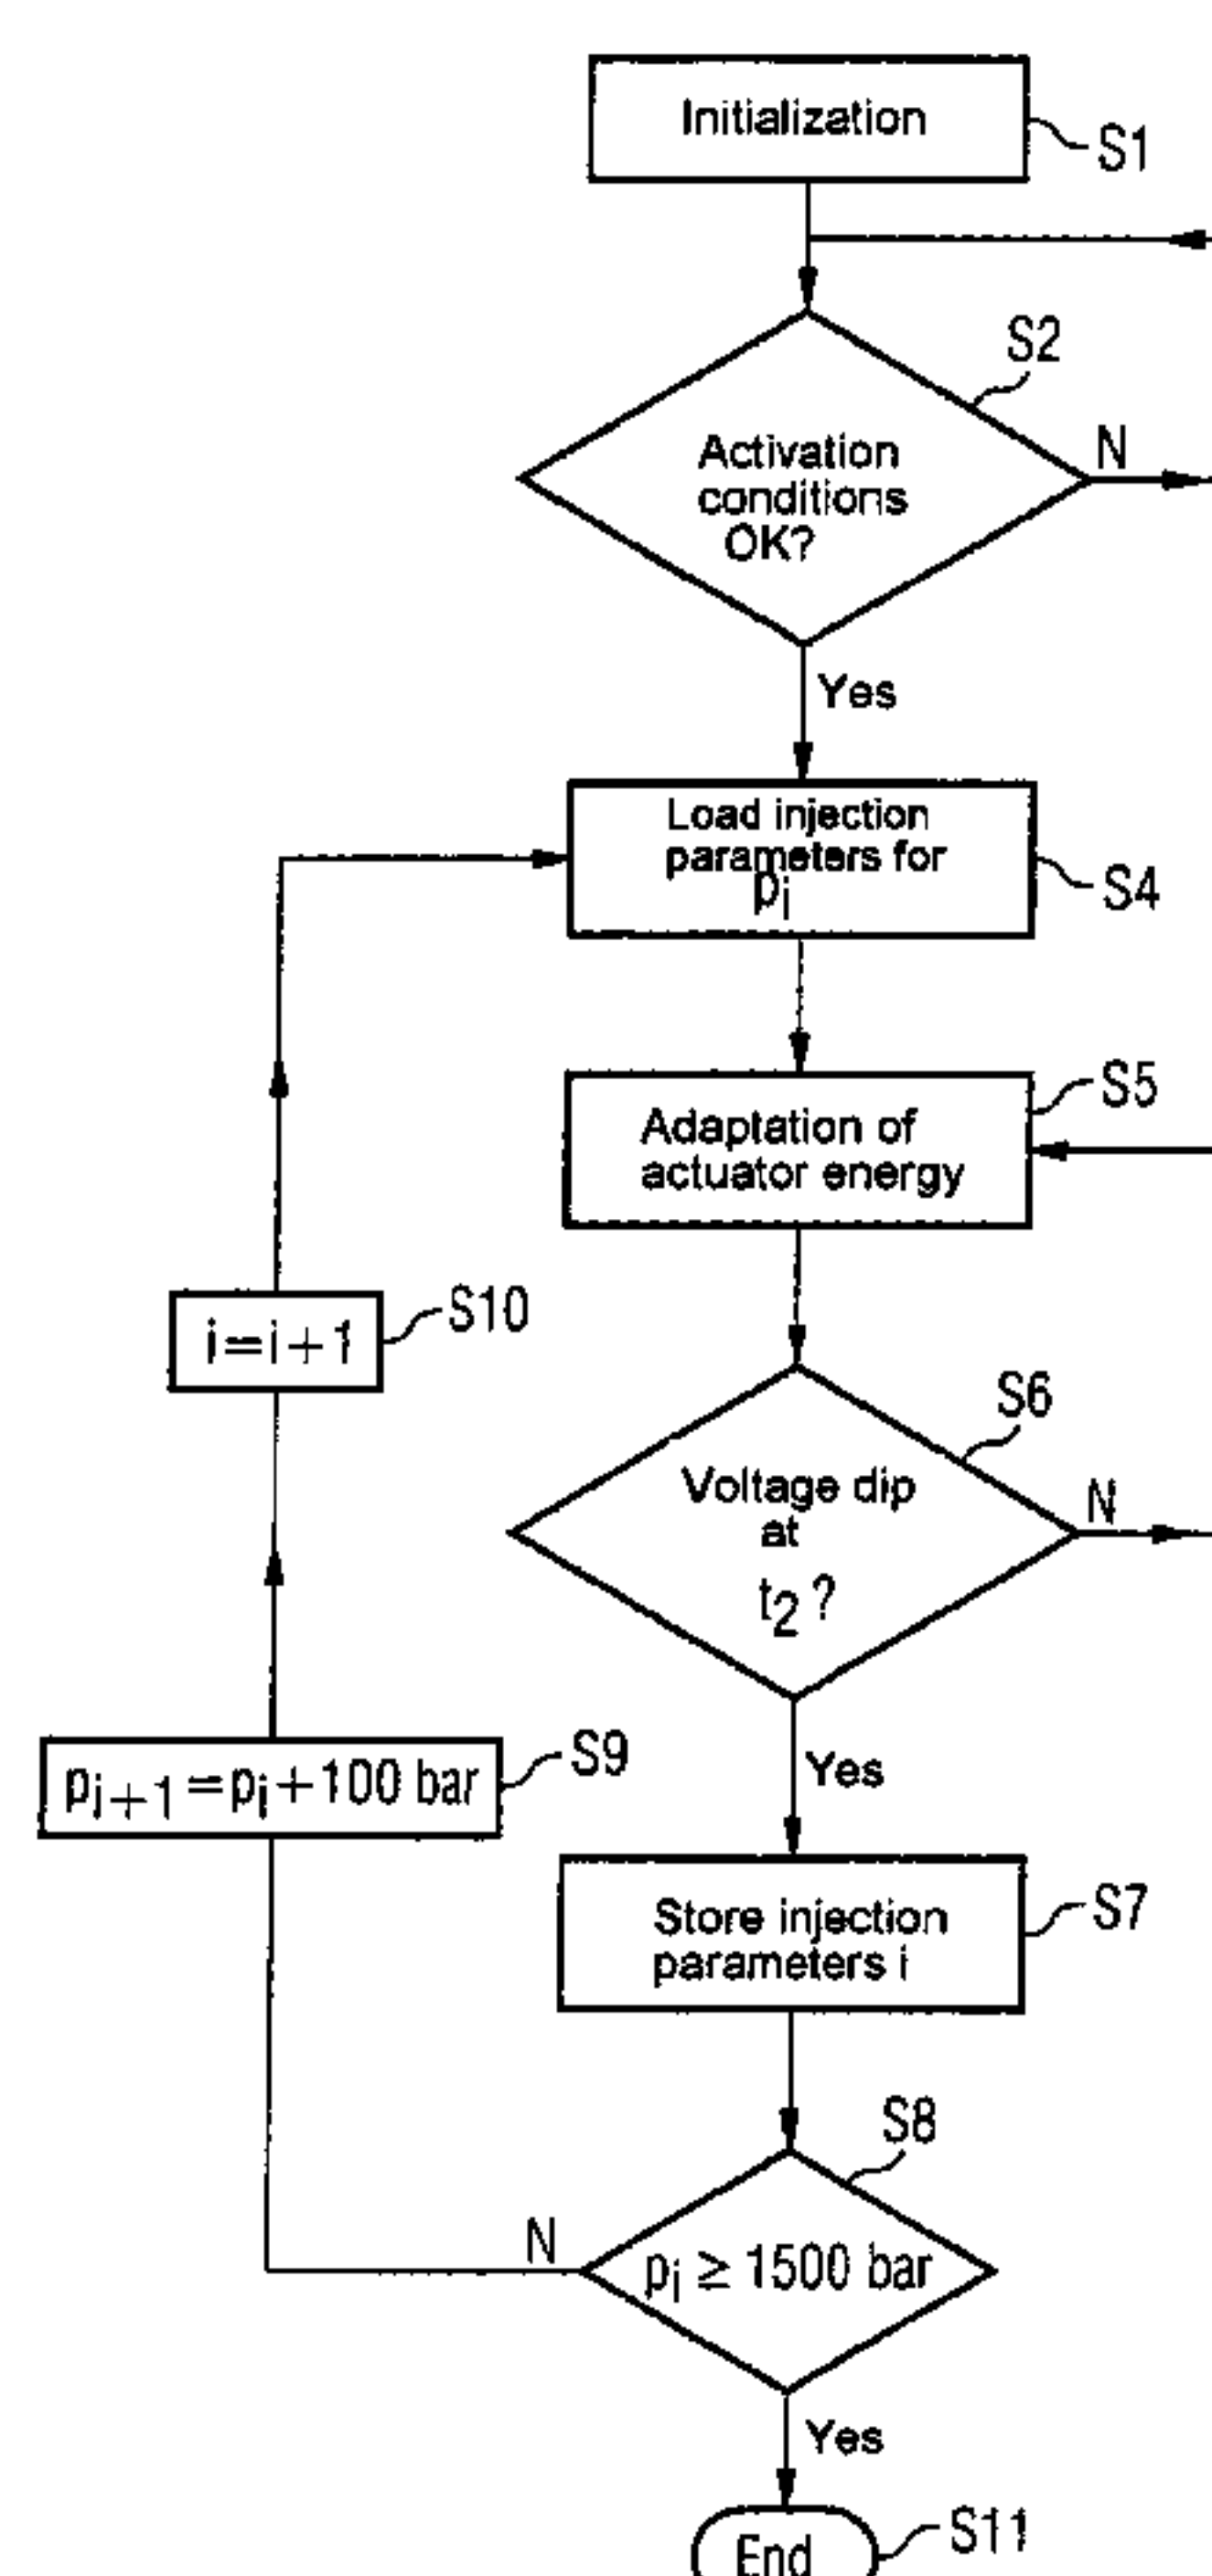 Initialization
S1
S2
Activation
conditions
OK?
N
Yes
Load injection
parameters for
pi
S4
Adaptation of
actuator energy
S5
i=i+1
S10
S6
Voltage dip
at
t2 ?
N
Yes
pi+1=pi+100 bar
S9
Store injection
parameters i
S7
S8
pi ≥ 1500 bar
N
Yes
End
S11